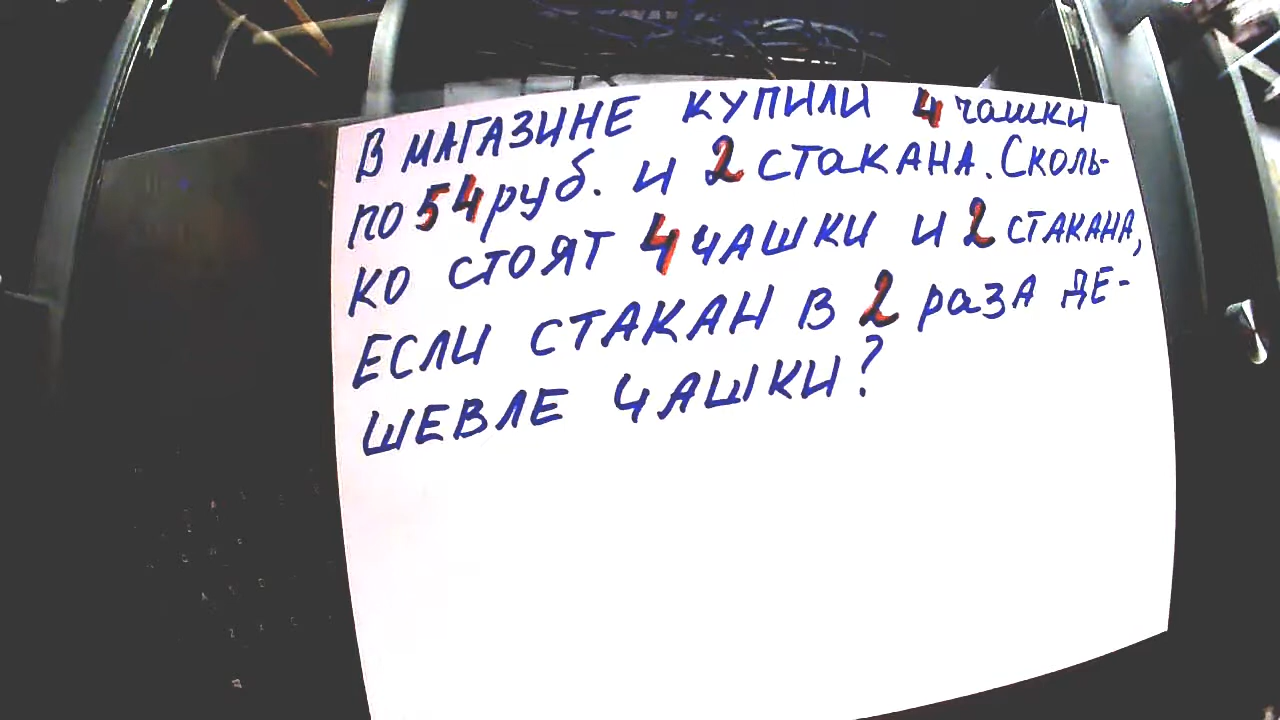 В МАГАЗИНЕ КУПИЛИ 4 чашки
по 54 руб. и 2 стакана. Сколь-
ко стоят 4 чашки и 2 стакана,
если стакан в 2 раза де-
шевле чашки?